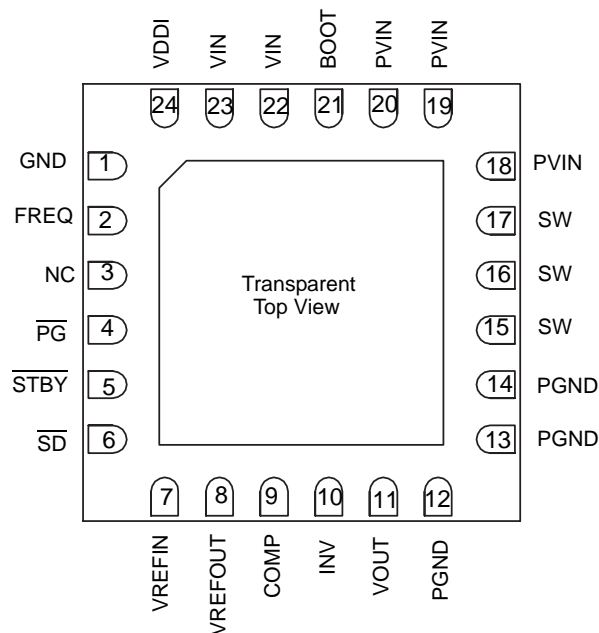 VDDI
VIN
VIN
BOOT
PVIN
PVIN
24
23
22
21
20
19
GND
1
18
PVIN
FREQ
2
17
SW
NC
3
16
SW
Transparent
Top View
PG
4
15
SW
STBY
5
14
PGND
SD
6
13
PGND
7
8
9
10
11
12
VREFIN
VREFOUT
COMP
INV
VOUT
PGND